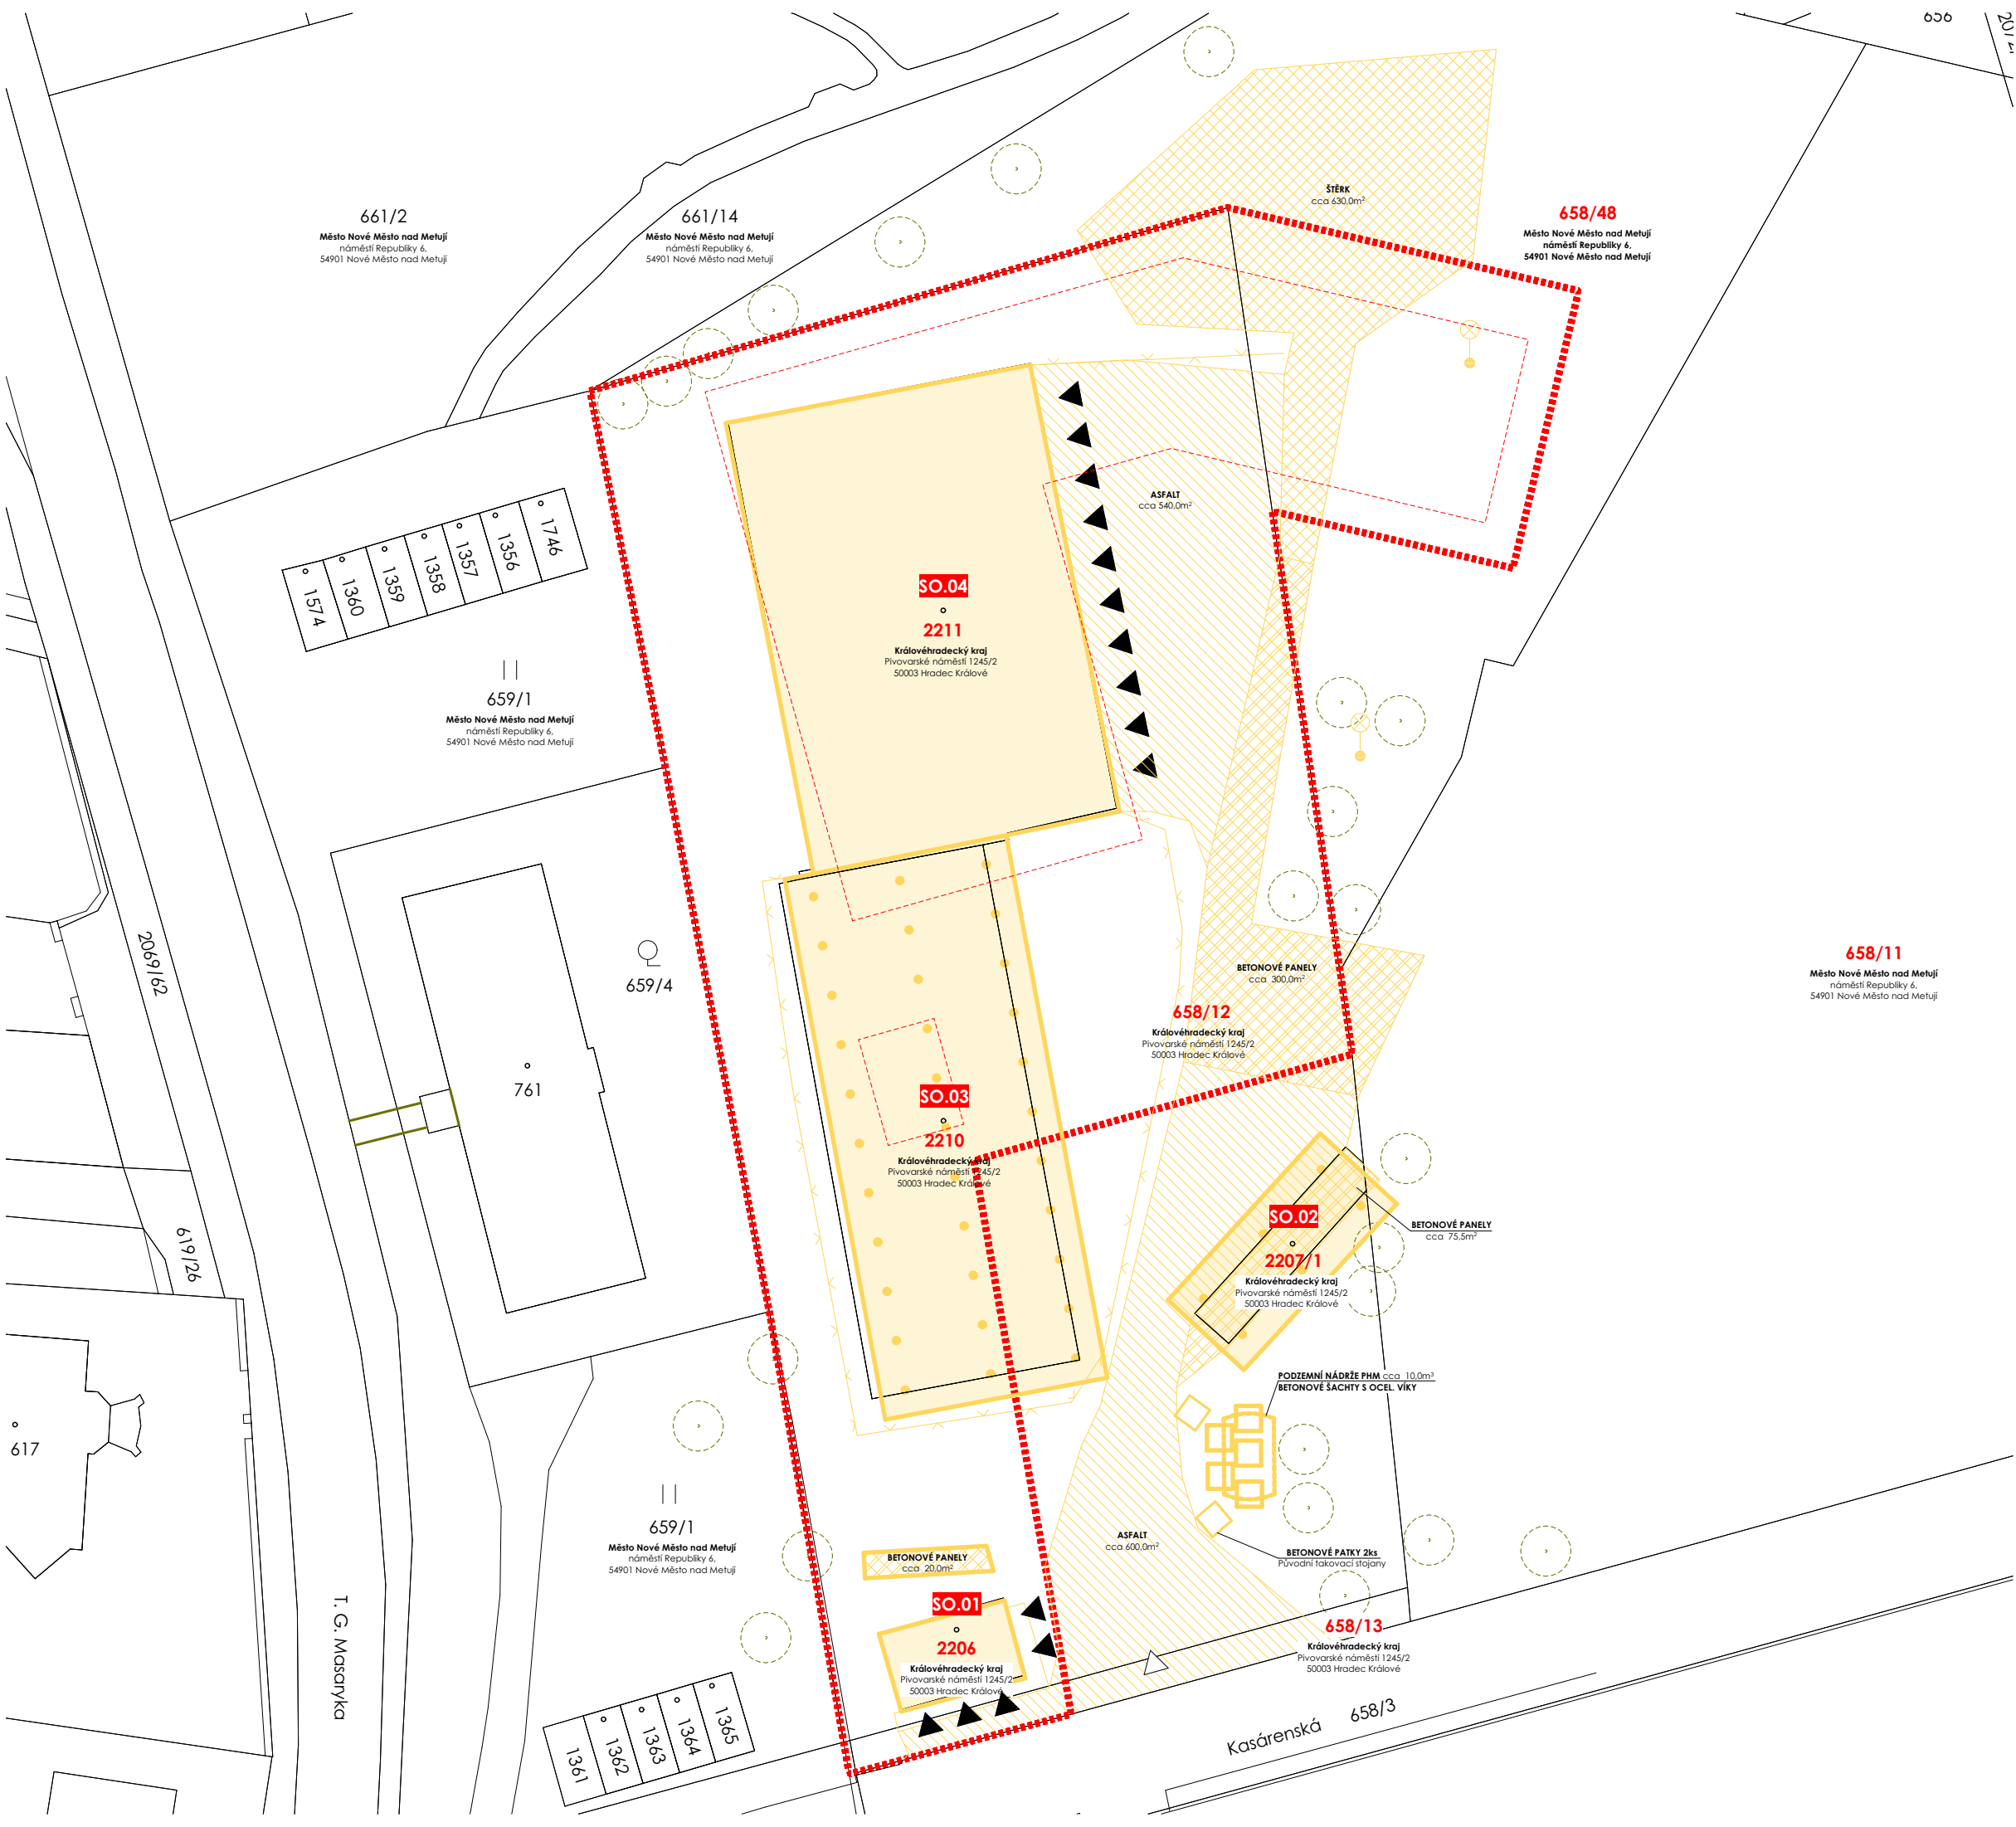 656
661/2
Město Nové Město nad Metují
náměstí Republiky 6,
54901 Nové Město nad Metují
661/14
Město Nové Město nad Metují
náměstí Republiky 6,
54901 Nové Město nad Metují
ŠTĚRK
cca 630,0m²
658/48
Město Nové Město nad Metují
náměstí Republiky 6,
54901 Nové Město nad Metují
ASFALT
cca 540,0m²
1574
1360
1359
1358
1357
1356
1746
SO.04
2211
Královéhradecký kraj
Pivovarské náměstí 1245/2
50003 Hradec Králové
659/1
Město Nové Město nad Metují
náměstí Republiky 6,
54901 Nové Město nad Metují
2069/62
659/4
BETONOVÉ PANELY
cca 300,0m²
658/11
Město Nové Město nad Metují
náměstí Republiky 6,
54901 Nové Město nad Metují
658/12
Královéhradecký kraj
Pivovarské náměstí 1245/2
50003 Hradec Králové
761
SO.03
2210
Královéhradecký kraj
Pivovarské náměstí 1245/2
50003 Hradec Králové
619/26
SO.02
2207/1
Královéhradecký kraj
Pivovarské náměstí 1245/2
50003 Hradec Králové
BETONOVÉ PANELY
cca 75,5m²
PODZEMNÍ NÁDRŽE PHM cca 10,0m³
BETONOVÉ ŠACHTY S OCEL. VÍKY
617
659/1
Město Nové Město nad Metují
náměstí Republiky 6,
54901 Nové Město nad Metují
ASFALT
cca 600,0m²
BETONOVÉ PATKY 2ks
Původní takovací stojany
BETONOVÉ PANELY
cca 20,0m²
SO.01
2206
Královéhradecký kraj
Pivovarské náměstí 1245/2
50003 Hradec Králové
658/13
Královéhradecký kraj
Pivovarské náměstí 1245/2
50003 Hradec Králové
T. G. Masaryka
1361
1362
1363
1364
1365
Kasárenská
658/3